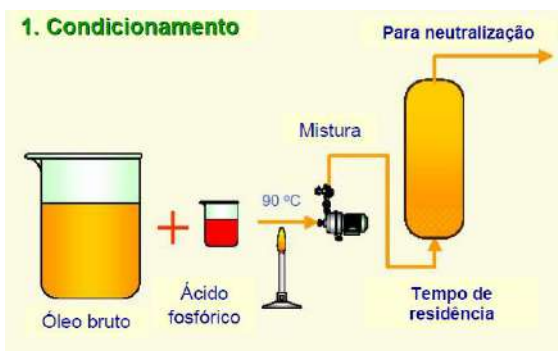 1. Condicionamento
Para neutralização
Mistura
90 ºC
Óleo bruto
Ácido
fosfórico
Tempo de
residência